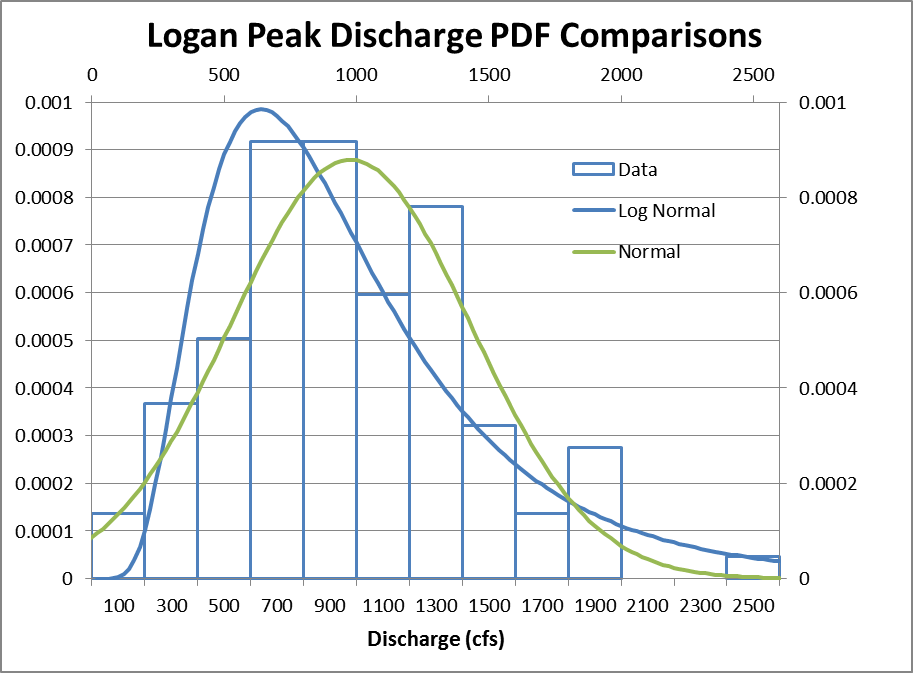 Logan Peak Discharge PDF Comparisons
0 500 1000 1500 2000 2500
0.001 0.001
0.0009
0.0008 0.0008
0.0007
0.0006 0.0006
0.0005
0.0004 0.0004
0.0003
0.0002 0.0002
0.0001
0 0
Data
Log Normal
Normal
100 300 500 700 900 1100 1300 1500 1700 1900 2100 2300 2500
Discharge (cfs)